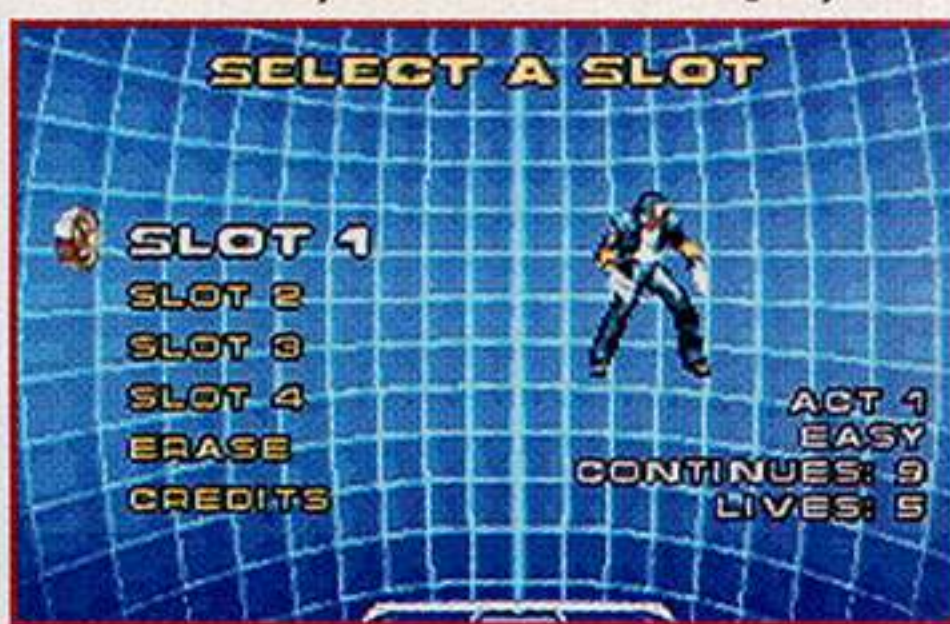 SELECT A SLOT
SLOT 1
SLOT 2
SLOT 3
SLOT 4
ERASE
CREDITS
ACT 1
EASY
CONTINUES: 9
LIVES: 5